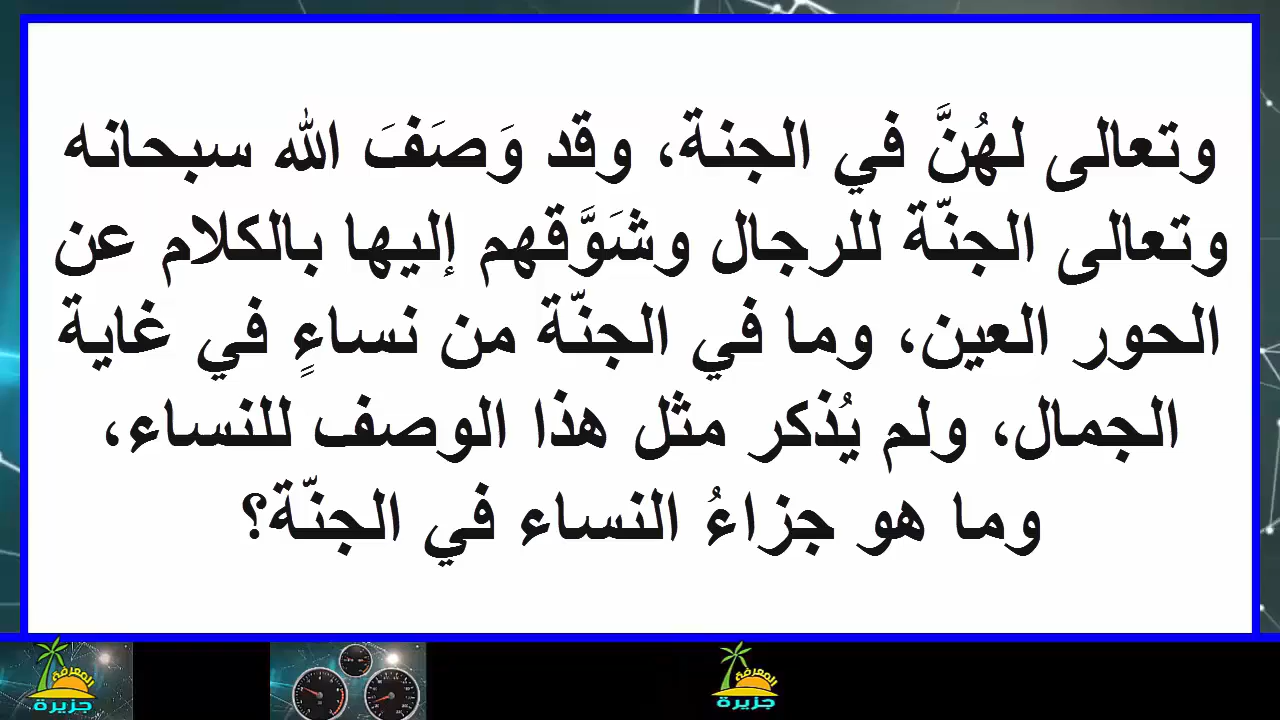 وتعالى لهُنَّ في الجنة، وقد وَصَفَ الله سبحانه
وتعالى الجنّة للرجال وشَوَّقهم إليها بالكلام عن
الحور العين، وما في الجنّة من نساءٍ في غاية
الجمال، ولم يُذكر مثل هذا الوصف للنساء،
وما هو جزاءُ النساء في الجنّة؟
المعرفة
جزيرة
المعرفة
جزيرة